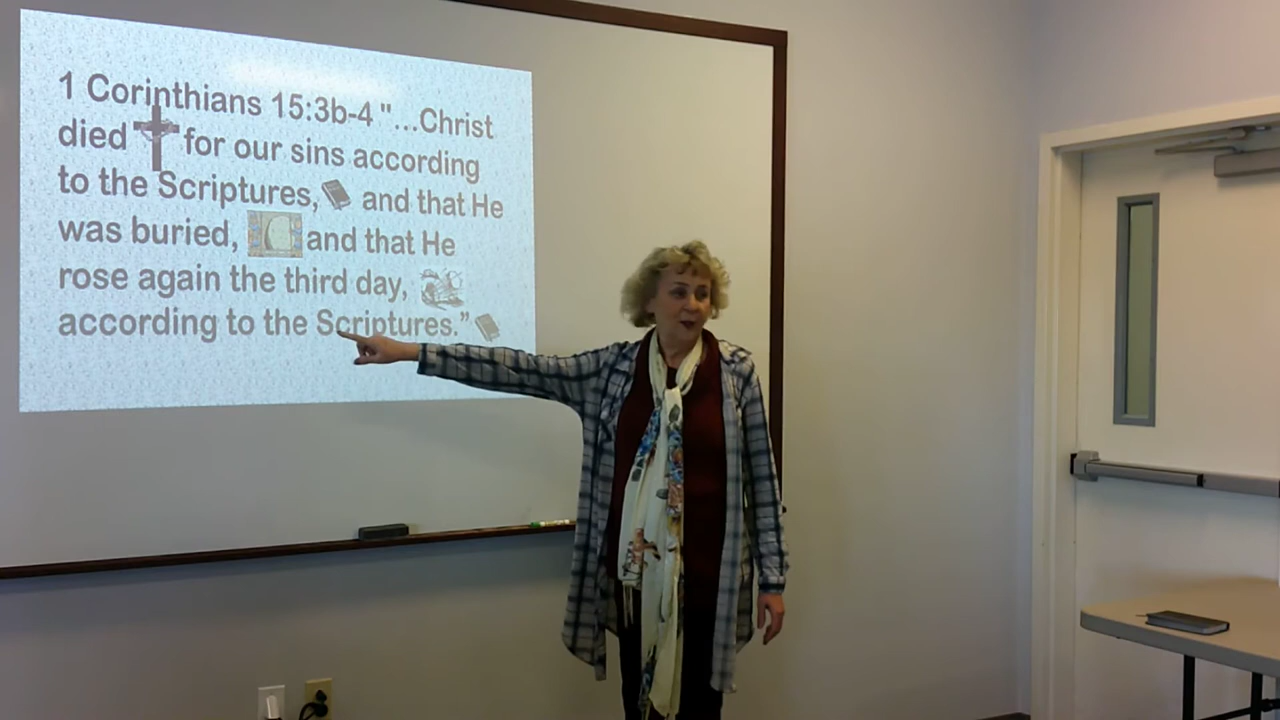 1 Corinthians 15:3b-4 "...Christ
died for our sins according
to the Scriptures, and that He
was buried, and that He
rose again the third day,
according to the Scriptures.”